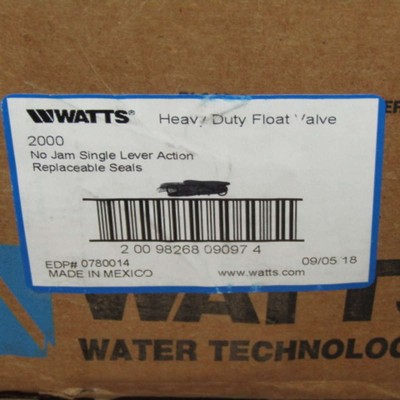 WATTS® Heavy Duty Float Valve
2000
No Jam Single Lever Action
Replaceable Seals
2 00 98268 09097 4
EDP# 0780014
09/05 18
MADE IN MEXICO
www.watts.com
WATTS
WATER TECHNOLOG